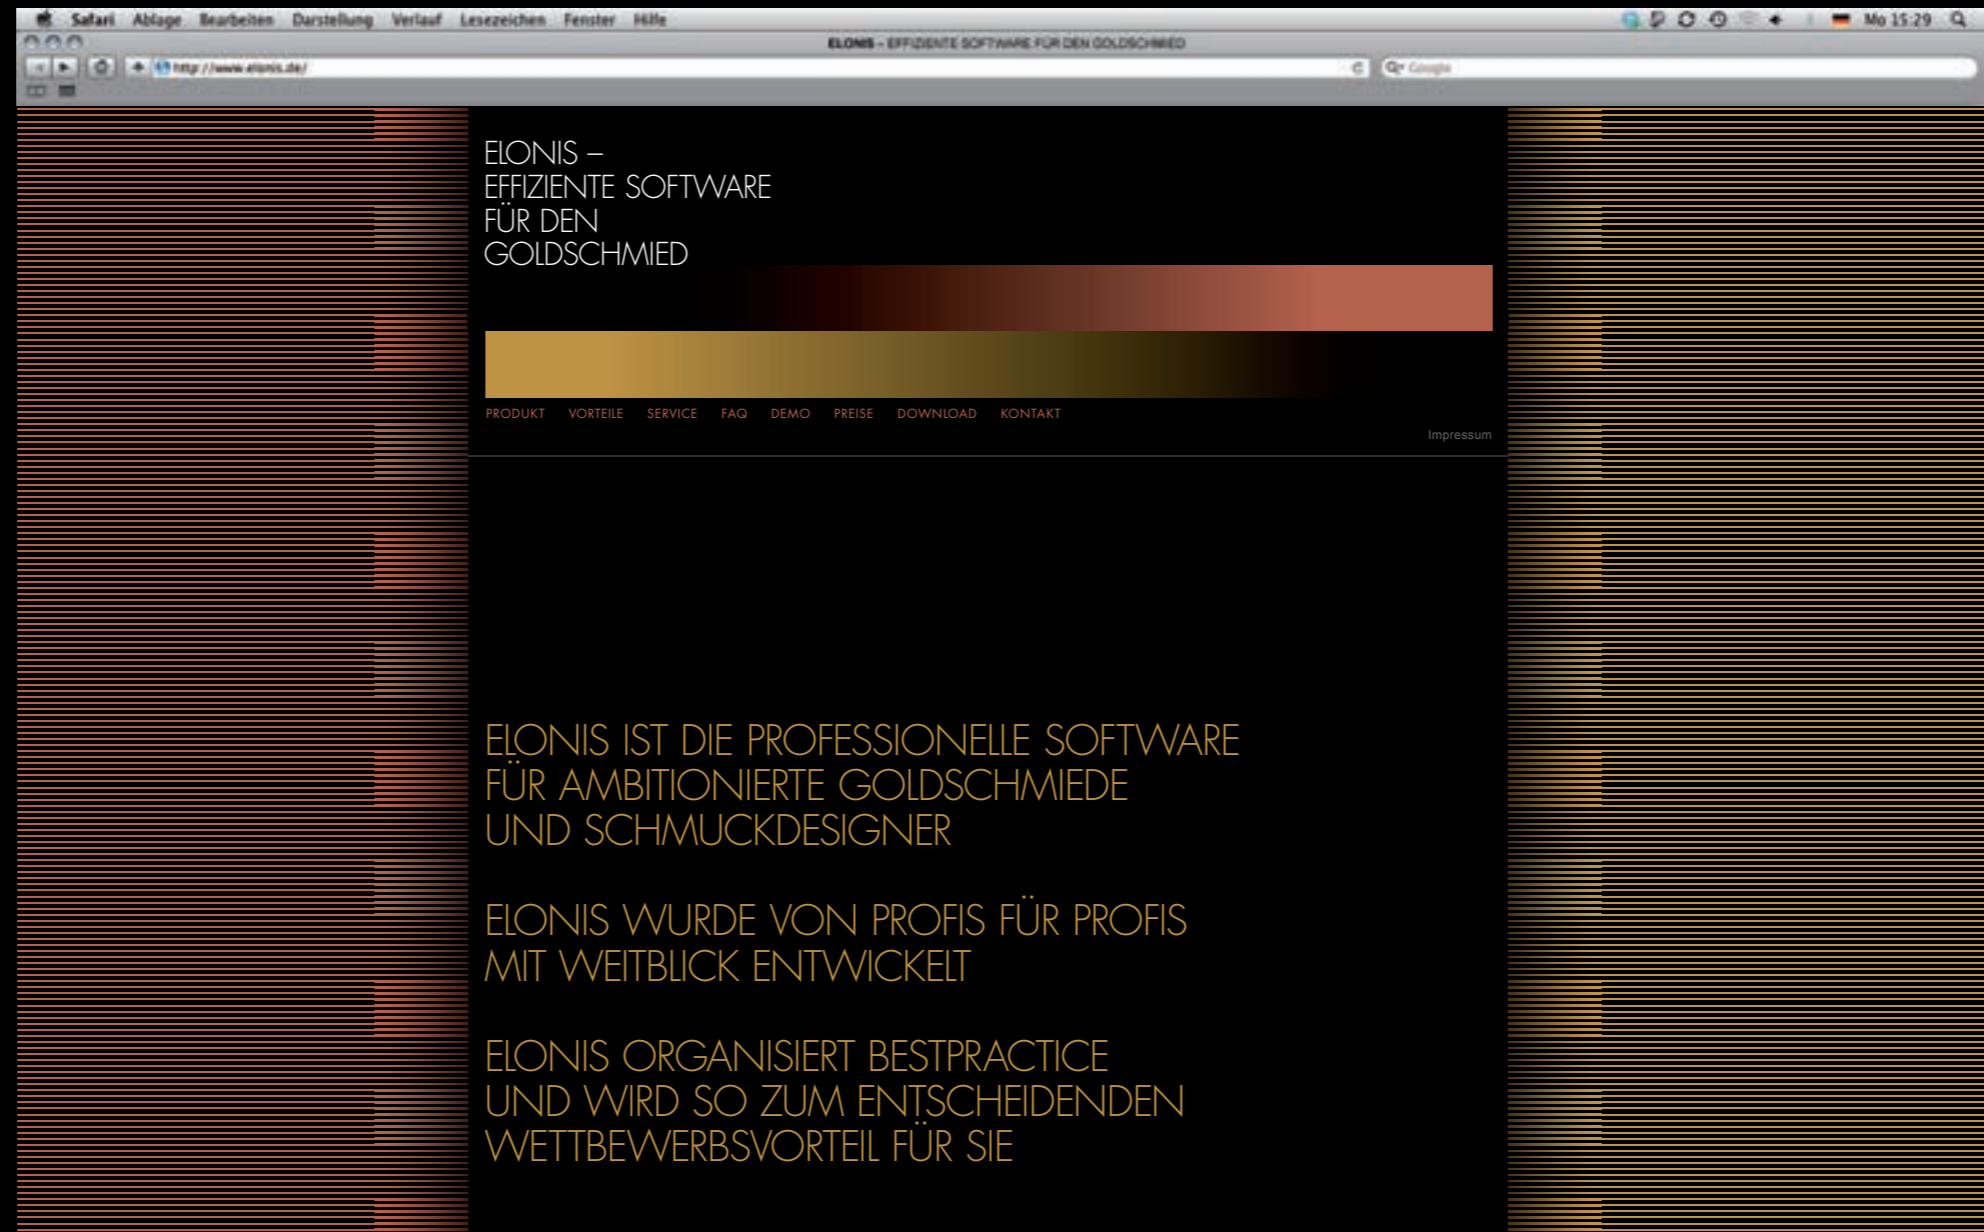 Safari Ablage Bearbeiten Darstellung Verlauf Lesezeichen Fenster Hilfe
Mo 15:29
ELONIS – EFFIZIENTE SOFTWARE FÜR DEN GOLDSCHMIED
http://www.elonis.de/
Google
ELONIS –
EFFIZIENTE SOFTWARE
FÜR DEN
GOLDSCHMIED
PRODUKT VORTEILE SERVICE FAQ DEMO PREISE DOWNLOAD KONTAKT
Impressum
ELONIS IST DIE PROFESSIONELLE SOFTWARE
FÜR AMBITIONIERTE GOLDSCHMIEDE
UND SCHMUCKDESIGNER
ELONIS WURDE VON PROFIS FÜR PROFIS
MIT WEITBLICK ENTWICKELT
ELONIS ORGANISIERT BESTPRACTICE
UND WIRD SO ZUM ENTSCHEIDENDEN
WETTBEWERBSVORTEIL FÜR SIE